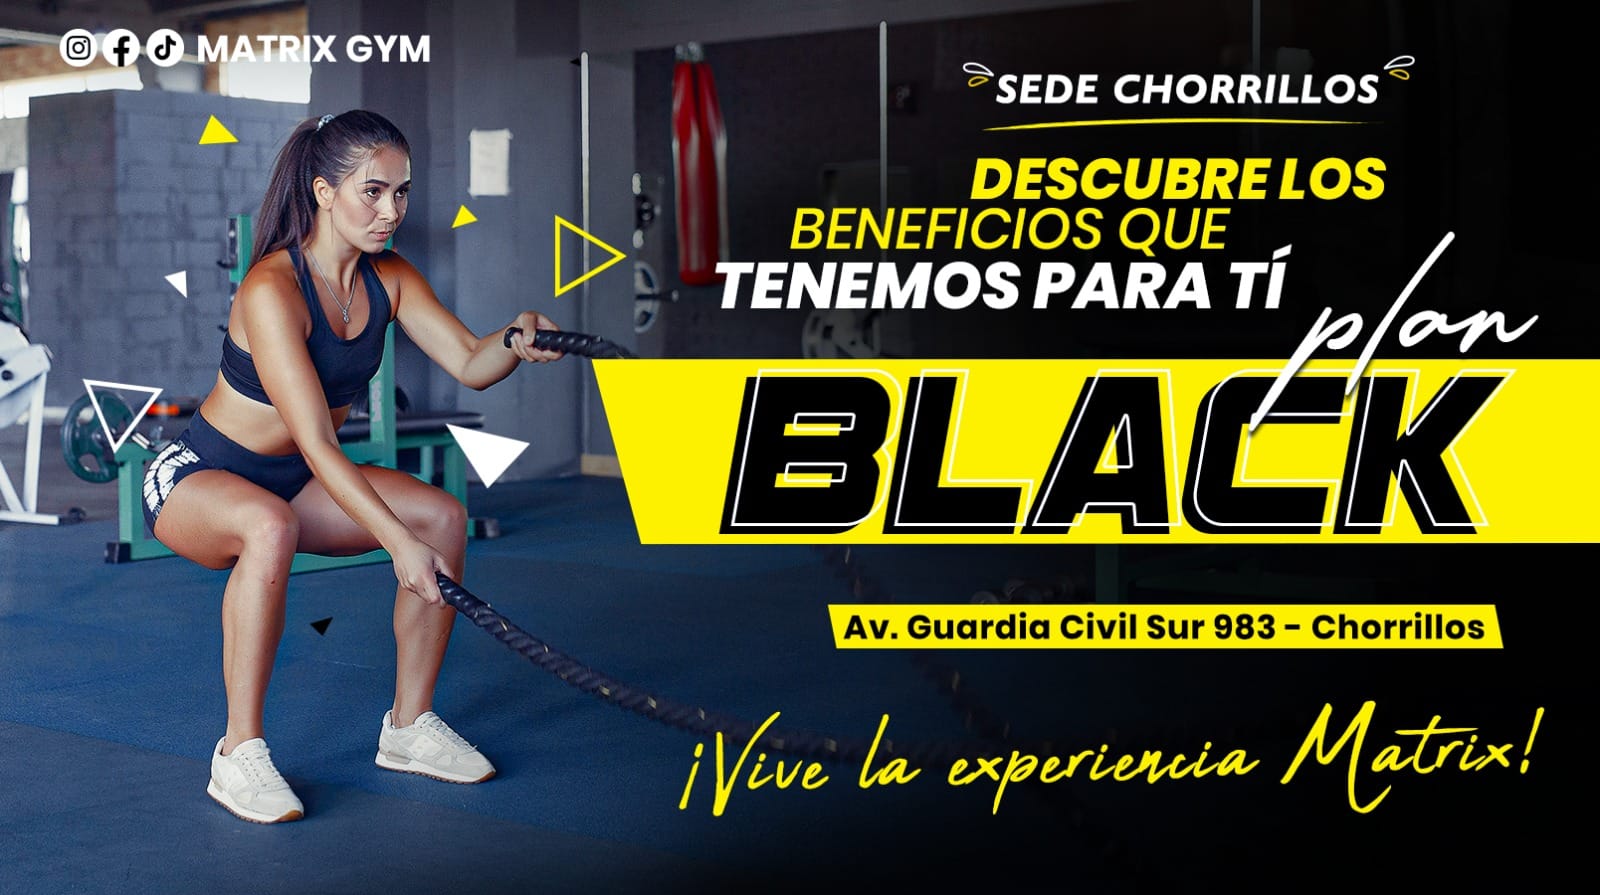 MATRIX GYM
SEDE CHORRILLOS
DESCUBRE LOS
BENEFICIOS QUE
TENEMOS PARA TÍ
plan
BLACK
Av. Guardia Civil Sur 983 - Chorrillos
¡Vive la experiencia Matrix!